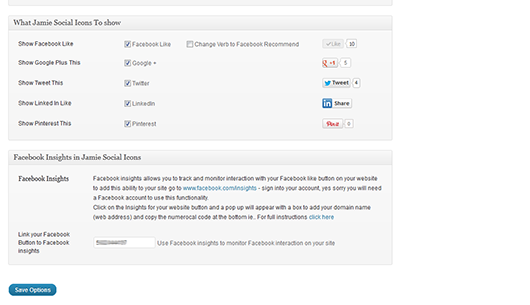 What Jamie Social Icons To show
Show Facebook Like Facebook Like Change Verb to Facebook Recommend Like 10
Show Google Plus This Google + +1 5
Show Tweet This Twitter Tweet 4
Show Linked In Like LinkedIn in Share
Show Pinterest This Pinterest Pin it 0
Facebook Insights in Jamie Social Icons
Facebook Insights Facebook insights allows you to track and monitor interaction with your Facebook like button on your website
to add this ability to your site go to www.facebook.com/insights - sign into your account, yes sorry you will need
a Facebook account to use this functionality.
Click on the Insights for your website button and a pop up will appear with a box to add your domain name
(web address) and copy the numerocal code at the bottom ie.. For full instructions click here
Link your Facebook
Button to Facebook Use Facebook insights to monitor Facebook interaction on your site
insights
Save Options